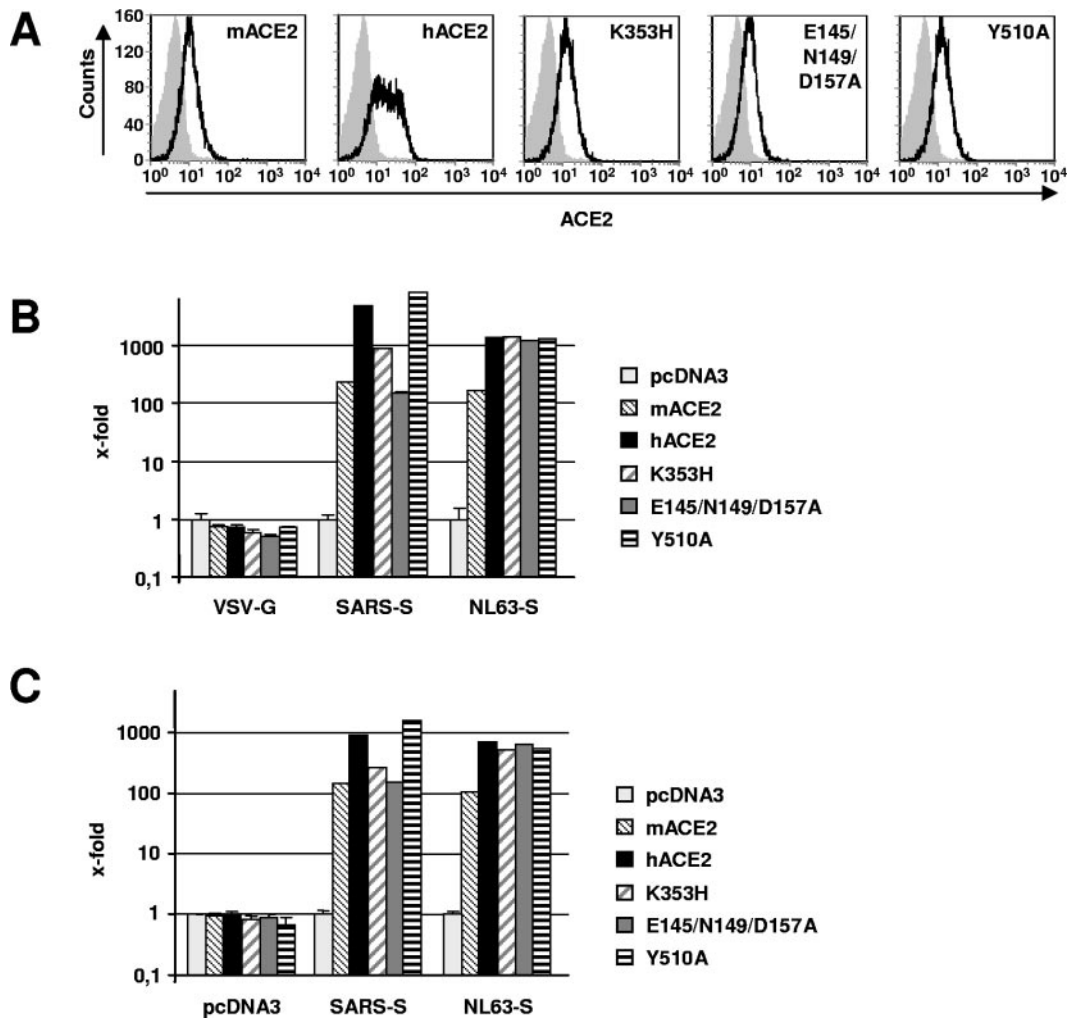 A
Counts
160
120
80
40
0
mACE2
10⁰ 10¹ 10² 10³ 10⁴
hACE2
10⁰ 10¹ 10² 10³ 10⁴
K353H
10⁰ 10¹ 10² 10³ 10⁴
E145/
N149/
D157A
10⁰ 10¹ 10² 10³ 10⁴
Y510A
10⁰ 10¹ 10² 10³ 10⁴
ACE2
B
x-fold
1000
100
10
1
0,1
VSV-G SARS-S NL63-S
pcDNA3
mACE2
hACE2
K353H
E145/N149/D157A
Y510A
C
x-fold
1000
100
10
1
0,1
pcDNA3 SARS-S NL63-S
pcDNA3
mACE2
hACE2
K353H
E145/N149/D157A
Y510A